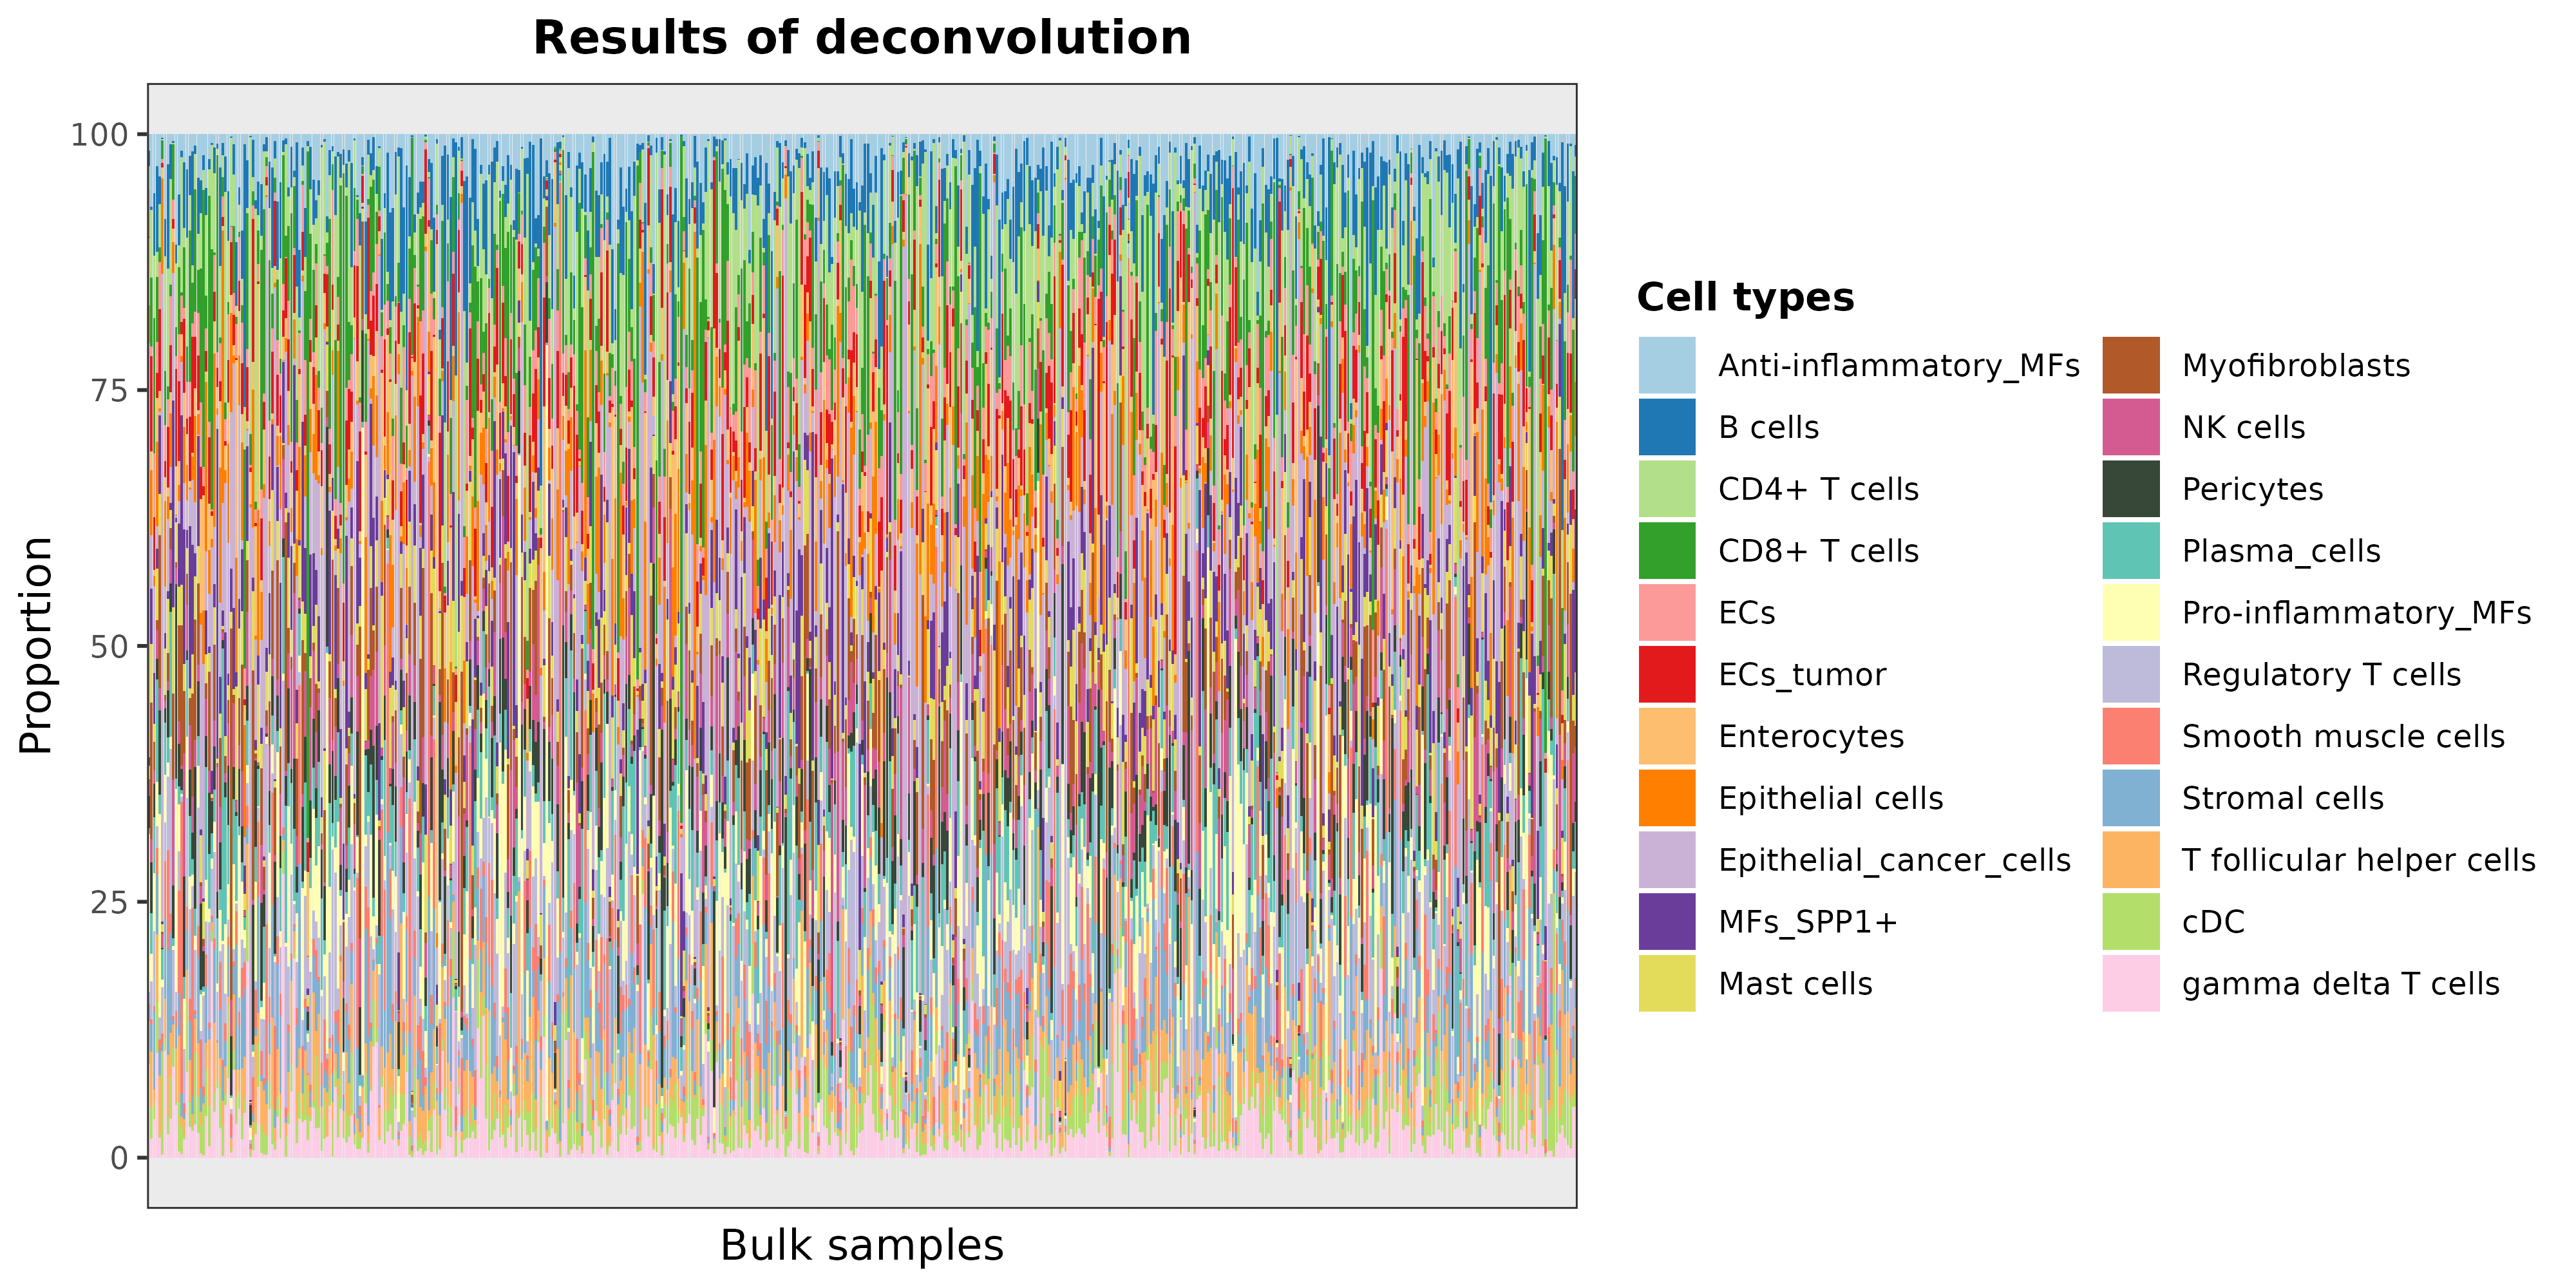 Results of deconvolution
100
75
50
25
0
Proportion
Bulk samples
Cell types
Anti-inflammatory_MFs
B cells
CD4+ T cells
CD8+ T cells
ECs
ECs_tumor
Enterocytes
Epithelial cells
Epithelial_cancer_cells
MFs_SPP1+
Mast cells
Myofibroblasts
NK cells
Pericytes
Plasma_cells
Pro-inflammatory_MFs
Regulatory T cells
Smooth muscle cells
Stromal cells
T follicular helper cells
cDC
gamma delta T cells